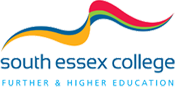 south essex college
FURTHER & HIGHER EDUCATION